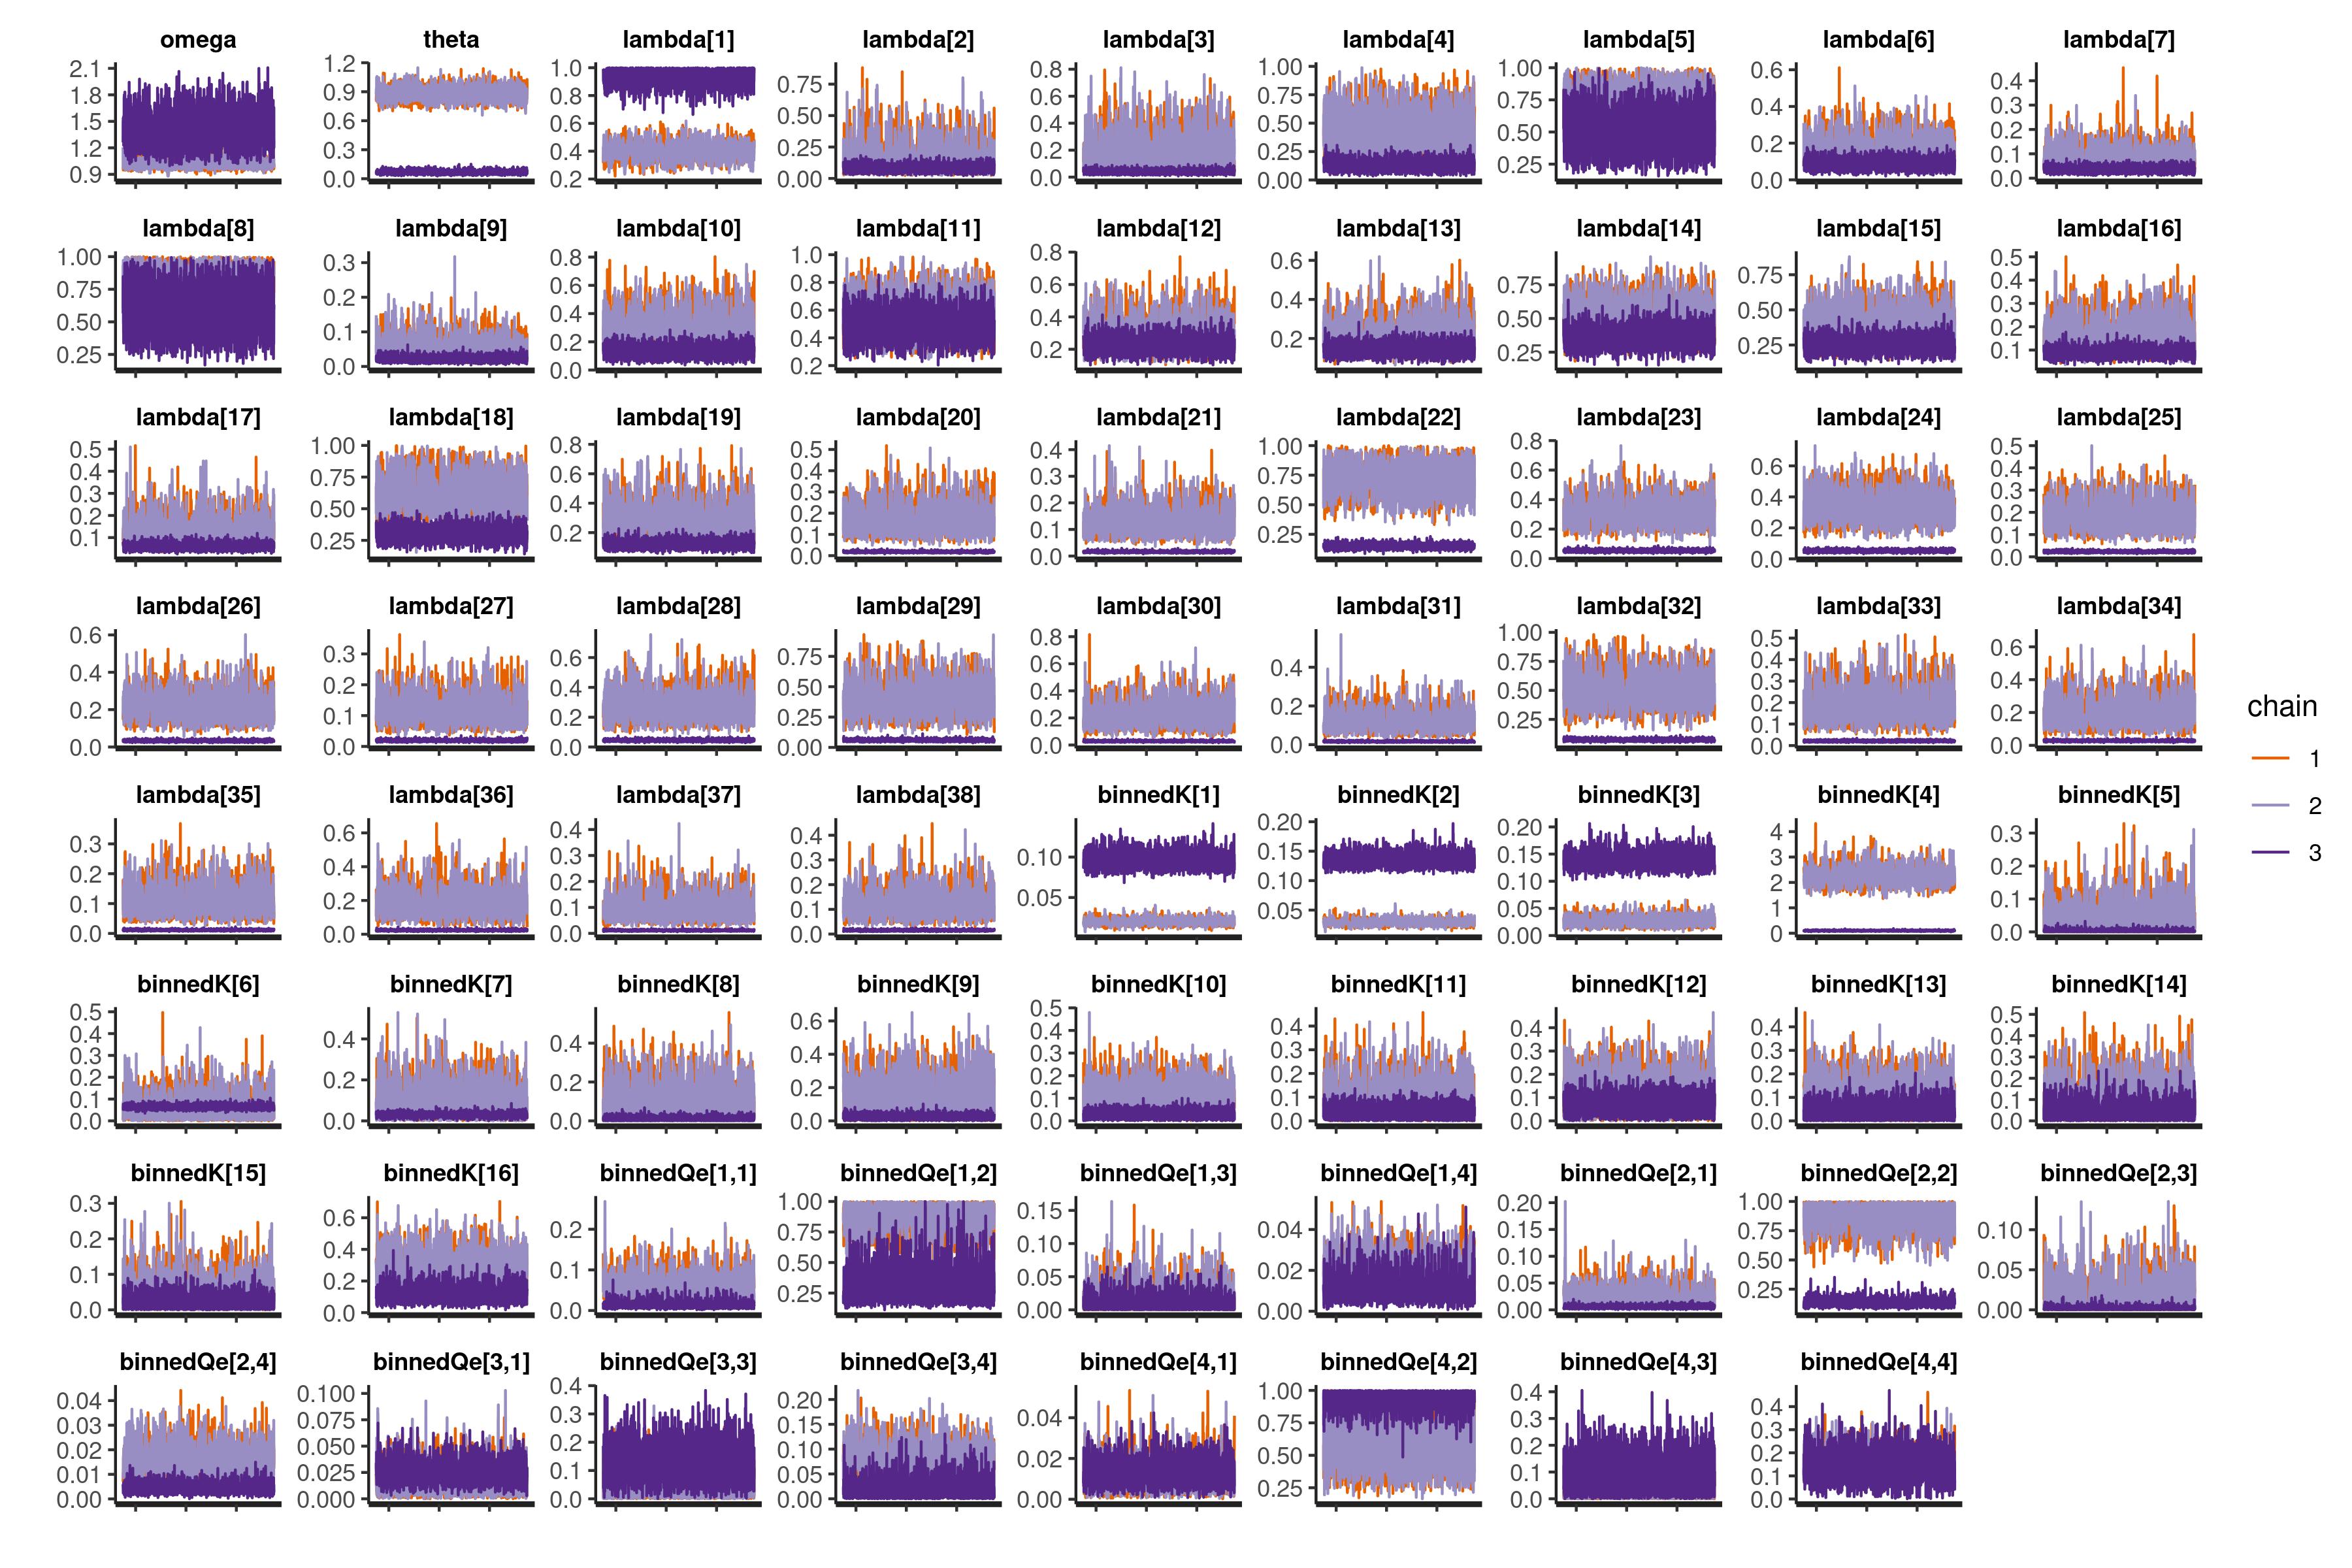 omega theta lambda[1] lambda[2] lambda[3] lambda[4] lambda[5] lambda[6] lambda[7]
2.1 1.8 1.5 1.2 0.9
1.2 0.9 0.6 0.3 0.0
1.0 0.8 0.6 0.4 0.2
0.75 0.50 0.25 0.00
0.8 0.6 0.4 0.2 0.0
1.00 0.75 0.50 0.25 0.00
1.00 0.75 0.50 0.25
0.6 0.4 0.2 0.0
0.4 0.3 0.2 0.1 0.0
lambda[8] lambda[9] lambda[10] lambda[11] lambda[12] lambda[13] lambda[14] lambda[15] lambda[16]
1.00 0.75 0.50 0.25
0.3 0.2 0.1 0.0
0.8 0.6 0.4 0.2 0.0
1.0 0.8 0.6 0.4 0.2
0.8 0.6 0.4 0.2
0.6 0.4 0.2
0.75 0.50 0.25
0.75 0.50 0.25
0.5 0.4 0.3 0.2 0.1
lambda[17] lambda[18] lambda[19] lambda[20] lambda[21] lambda[22] lambda[23] lambda[24] lambda[25]
0.5 0.4 0.3 0.2 0.1
1.00 0.75 0.50 0.25
0.8 0.6 0.4 0.2
0.5 0.4 0.3 0.2 0.1 0.0
0.4 0.3 0.2 0.1 0.0
1.00 0.75 0.50 0.25
0.8 0.6 0.4 0.2 0.0
0.6 0.4 0.2 0.0
0.5 0.4 0.3 0.2 0.1 0.0
lambda[26] lambda[27] lambda[28] lambda[29] lambda[30] lambda[31] lambda[32] lambda[33] lambda[34]
0.6 0.4 0.2 0.0
0.3 0.2 0.1 0.0
0.6 0.4 0.2 0.0
0.75 0.50 0.25 0.00
0.8 0.6 0.4 0.2 0.0
0.4 0.2 0.0
1.00 0.75 0.50 0.25
0.5 0.4 0.3 0.2 0.1 0.0
0.6 0.4 0.2 0.0
chain
1
2
3
lambda[35] lambda[36] lambda[37] lambda[38] binnedK[1] binnedK[2] binnedK[3] binnedK[4] binnedK[5]
0.3 0.2 0.1 0.0
0.6 0.4 0.2 0.0
0.4 0.3 0.2 0.1 0.0
0.4 0.3 0.2 0.1 0.0
0.10 0.05
0.20 0.15 0.10 0.05
0.20 0.15 0.10 0.05 0.00
4 3 2 1 0
0.3 0.2 0.1 0.0
binnedK[6] binnedK[7] binnedK[8] binnedK[9] binnedK[10] binnedK[11] binnedK[12] binnedK[13] binnedK[14]
0.5 0.4 0.3 0.2 0.1 0.0
0.4 0.2 0.0
0.4 0.2 0.0
0.6 0.4 0.2 0.0
0.5 0.4 0.3 0.2 0.1 0.0
0.4 0.3 0.2 0.1 0.0
0.4 0.3 0.2 0.1 0.0
0.4 0.3 0.2 0.1 0.0
0.5 0.4 0.3 0.2 0.1 0.0
binnedK[15] binnedK[16] binnedQe[1,1] binnedQe[1,2] binnedQe[1,3] binnedQe[1,4] binnedQe[2,1] binnedQe[2,2] binnedQe[2,3]
0.3 0.2 0.1 0.0
0.6 0.4 0.2 0.0
0.2 0.1 0.0
1.00 0.75 0.50 0.25
0.15 0.10 0.05 0.00
0.04 0.02 0.00
0.20 0.15 0.10 0.05 0.00
1.00 0.75 0.50 0.25
0.10 0.05 0.00
binnedQe[2,4] binnedQe[3,1] binnedQe[3,3] binnedQe[3,4] binnedQe[4,1] binnedQe[4,2] binnedQe[4,3] binnedQe[4,4]
0.04 0.03 0.02 0.01 0.00
0.100 0.075 0.050 0.025 0.000
0.4 0.3 0.2 0.1 0.0
0.20 0.15 0.10 0.05 0.00
0.04 0.02 0.00
1.00 0.75 0.50 0.25
0.4 0.3 0.2 0.1 0.0
0.4 0.3 0.2 0.1 0.0